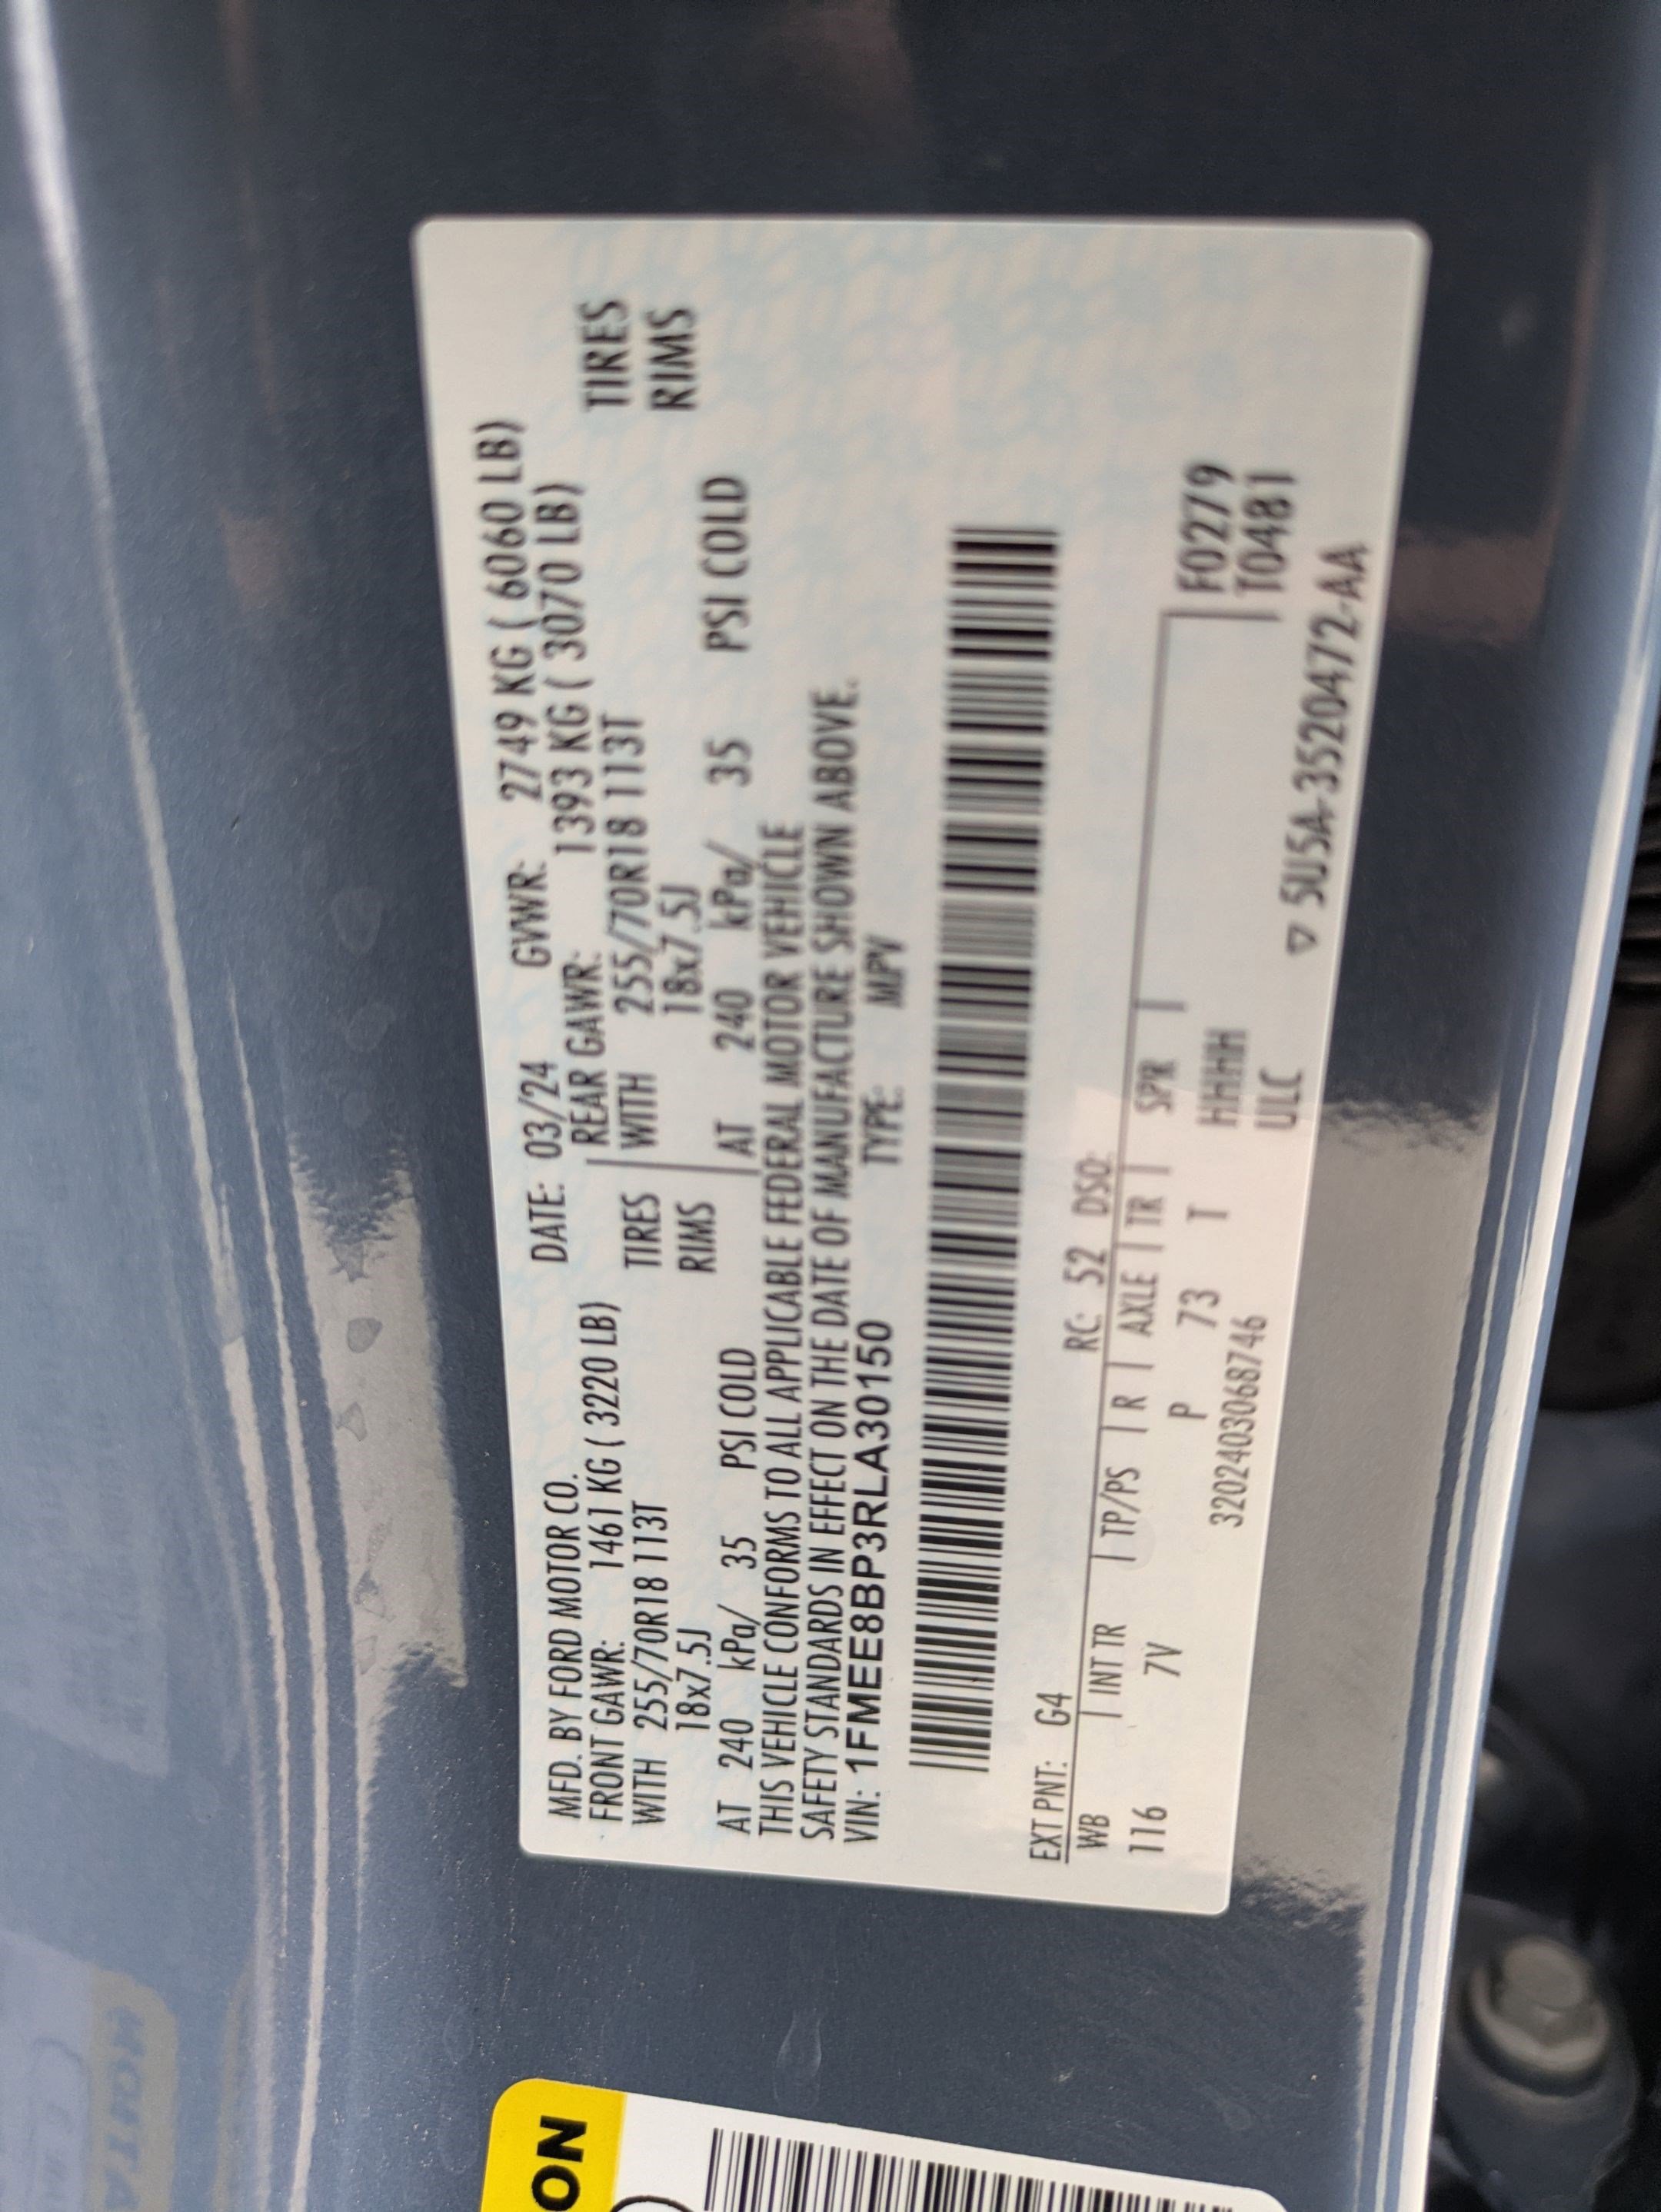 MFD. BY FORD MOTOR CO. DATE: 03/24 GVWR: 2749 KG ( 6060 LB)
FRONT GAWR: 1461 KG ( 3220 LB) REAR GAWR: 1393 KG ( 3070 LB)
WITH 255/70R18 113T TIRES WITH 255/70R18 113T TIRES
18x7.5J RIMS 18x7.5J RIMS
AT 240 kPa/ 35 PSI COLD AT 240 kPa/ 35 PSI COLD
THIS VEHICLE CONFORMS TO ALL APPLICABLE FEDERAL MOTOR VEHICLE
SAFETY STANDARDS IN EFFECT ON THE DATE OF MANUFACTURE SHOWN ABOVE.
VIN: 1FMEE8BP3RLA30150 TYPE: MPV
EXT PNT: G4 RC: 52 DSO:
WB | INT TR | TP/PS | R | AXLE | TR | SPR | F0279
116 7V P 73 T HHHH T0481
3202403068746 ULC
▽ 5U5A-3520472-AA
ON